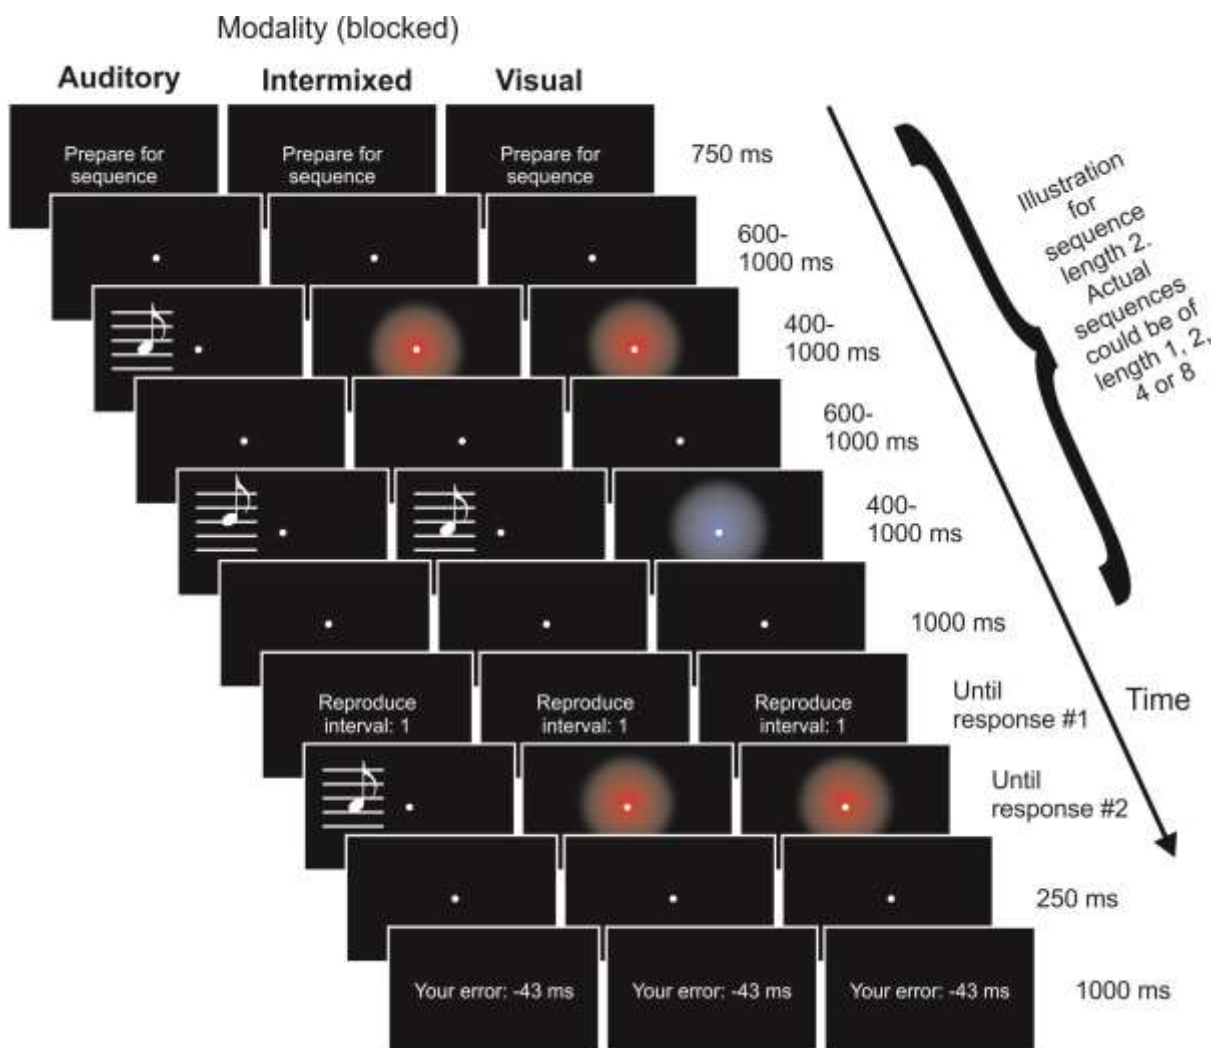 Modality (blocked)
Auditory Intermixed Visual
Prepare for Prepare for Prepare for
sequence sequence sequence
750 ms
600-
1000 ms
400-
1000 ms
600-
1000 ms
400-
1000 ms
1000 ms
Reproduce Reproduce Reproduce
interval: 1 interval: 1 interval: 1
Until
response #1
Until
response #2
250 ms
Your error: -43 ms Your error: -43 ms Your error: -43 ms
1000 ms
Time
Illustration
for
sequence
length 2.
Actual
sequences
could be of
length 1, 2,
4 or 8